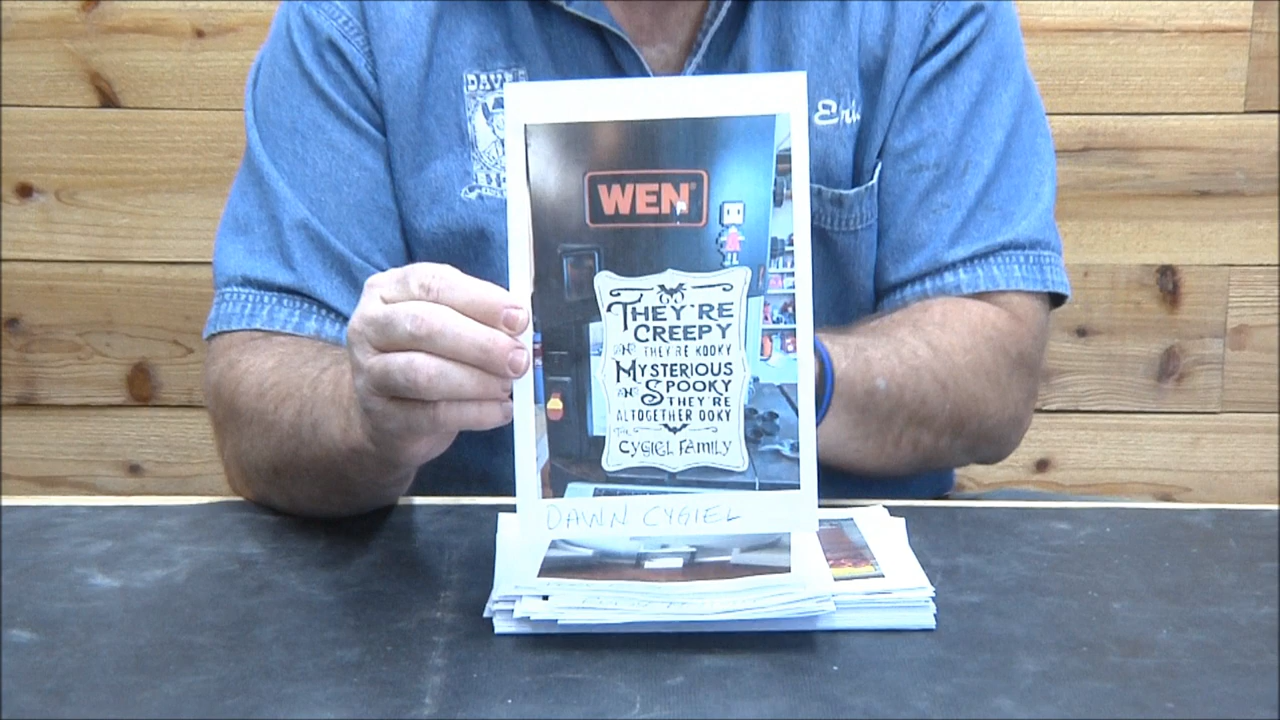 DAVE
Erl
WEN®
THEY'RE
CREEPY
AND THEY'RE KOOKY
MYSTERIOUS
AND SPOOKY
THEY'RE
ALTOGETHER OOKY
THE
CYGIEL FAMILY
DAWN CYGIEL